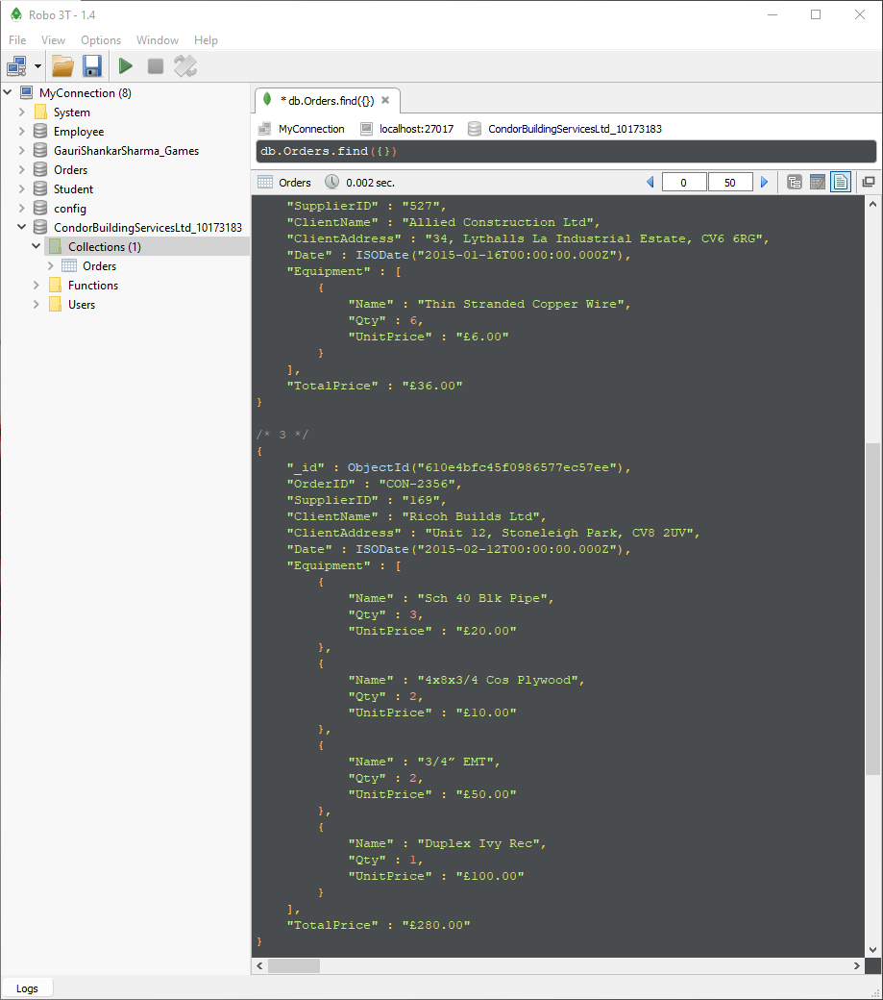 Robo 3T - 1.4
File View Options Window Help
MyConnection (8)
System
Employee
GauriShankarSharma_Games
Orders
Student
config
CondorBuildingServicesLtd_10173183
Collections (1)
Orders
Functions
Users
* db.Orders.find({})
MyConnection localhost:27017 CondorBuildingServicesLtd_10173183
db.Orders.find({})
Orders 0.002 sec. 0 50
"SupplierID" : "527",
"ClientName" : "Allied Construction Ltd",
"ClientAddress" : "34, Lythalls La Industrial Estate, CV6 6RG",
"Date" : ISODate("2015-01-16T00:00:00.000Z"),
"Equipment" : [
{
"Name" : "Thin Stranded Copper Wire",
"Qty" : 6,
"UnitPrice" : "£6.00"
}
],
"TotalPrice" : "£36.00"
}
/* 3 */
{
"_id" : ObjectId("610e4bfc45f0986577ec57ee"),
"OrderID" : "CON-2356",
"SupplierID" : "169",
"ClientName" : "Ricoh Builds Ltd",
"ClientAddress" : "Unit 12, Stoneleigh Park, CV8 2UV",
"Date" : ISODate("2015-02-12T00:00:00.000Z"),
"Equipment" : [
{
"Name" : "Sch 40 Blk Pipe",
"Qty" : 3,
"UnitPrice" : "£20.00"
},
{
"Name" : "4x8x3/4 Cos Plywood",
"Qty" : 2,
"UnitPrice" : "£10.00"
},
{
"Name" : "3/4” EMT",
"Qty" : 2,
"UnitPrice" : "£50.00"
},
{
"Name" : "Duplex Ivy Rec",
"Qty" : 1,
"UnitPrice" : "£100.00"
}
],
"TotalPrice" : "£280.00"
}
Logs